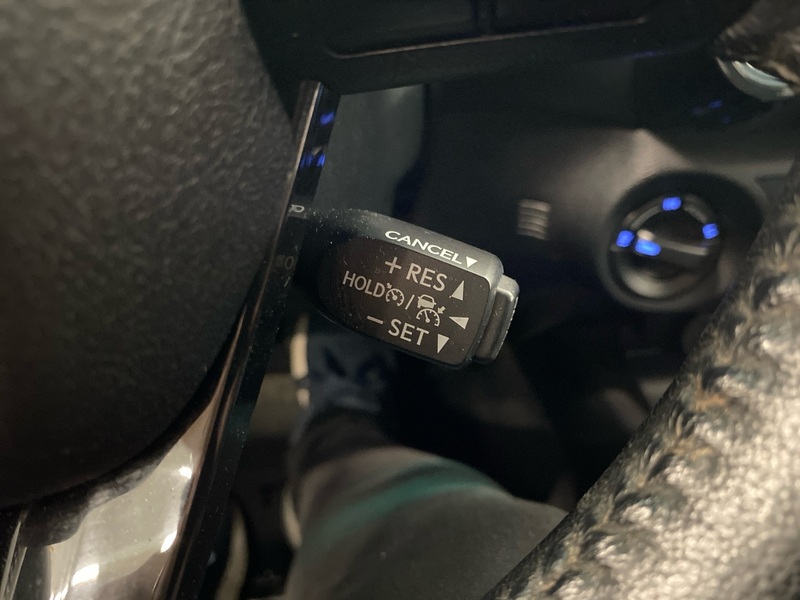 CANCEL▼
+ RES ▲
HOLD /
− SET ▼